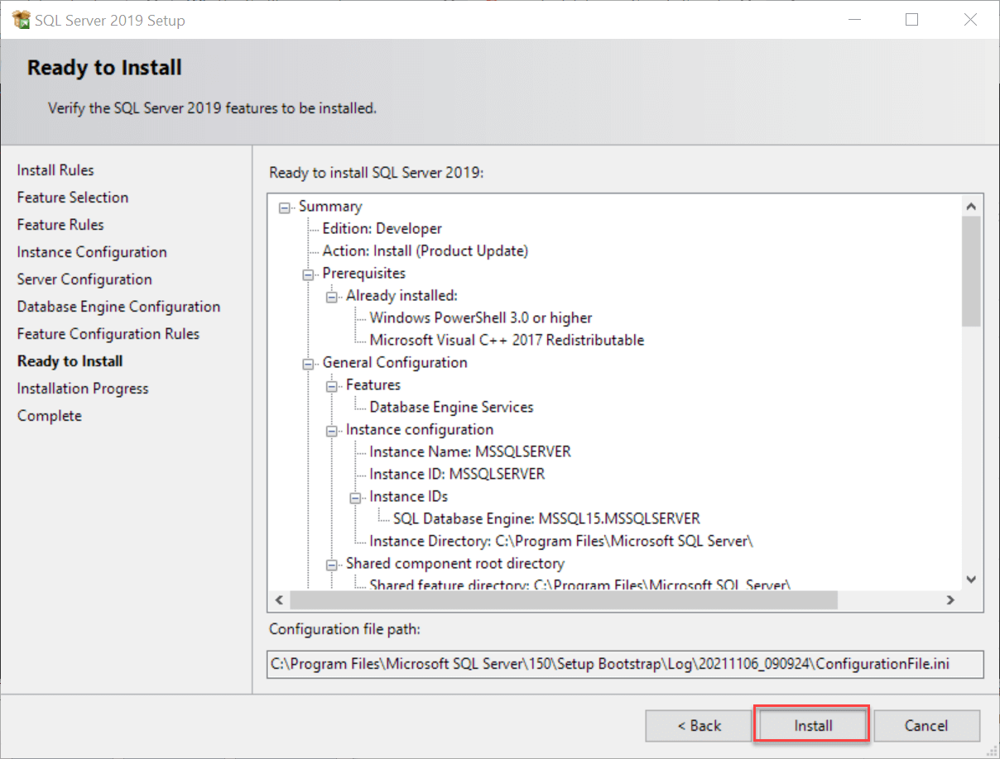 SQL Server 2019 Setup
Ready to Install
Verify the SQL Server 2019 features to be installed.
Install Rules
Feature Selection
Feature Rules
Instance Configuration
Server Configuration
Database Engine Configuration
Feature Configuration Rules
Ready to Install
Installation Progress
Complete
Ready to install SQL Server 2019:
Summary
Edition: Developer
Action: Install (Product Update)
Prerequisites
Already installed:
Windows PowerShell 3.0 or higher
Microsoft Visual C++ 2017 Redistributable
General Configuration
Features
Database Engine Services
Instance configuration
Instance Name: MSSQLSERVER
Instance ID: MSSQLSERVER
Instance IDs
SQL Database Engine: MSSQL15.MSSQLSERVER
Instance Directory: C:\Program Files\Microsoft SQL Server\
Shared component root directory
Shared feature directory: C:\Program Files\Microsoft SQL Server\
Configuration file path:
C:\Program Files\Microsoft SQL Server\150\Setup Bootstrap\Log\20211106_090924\ConfigurationFile.ini
< Back
Install
Cancel